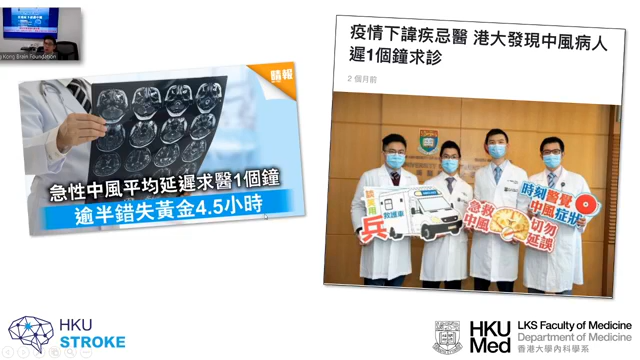 Kong Brain Foundation
晴報
急性中風平均延遲求醫1個鐘
逾半錯失黃金4.5小時
疫情下諱疾忌醫 港大發現中風病人
遲1個鐘求診
2 個月前
救護車
兵
急救
中風
時刻警覺
中風症狀
切勿
延誤
HKU
STROKE
HKU
Med
LKS Faculty of Medicine
Department of Medicine
香港大學內科學系